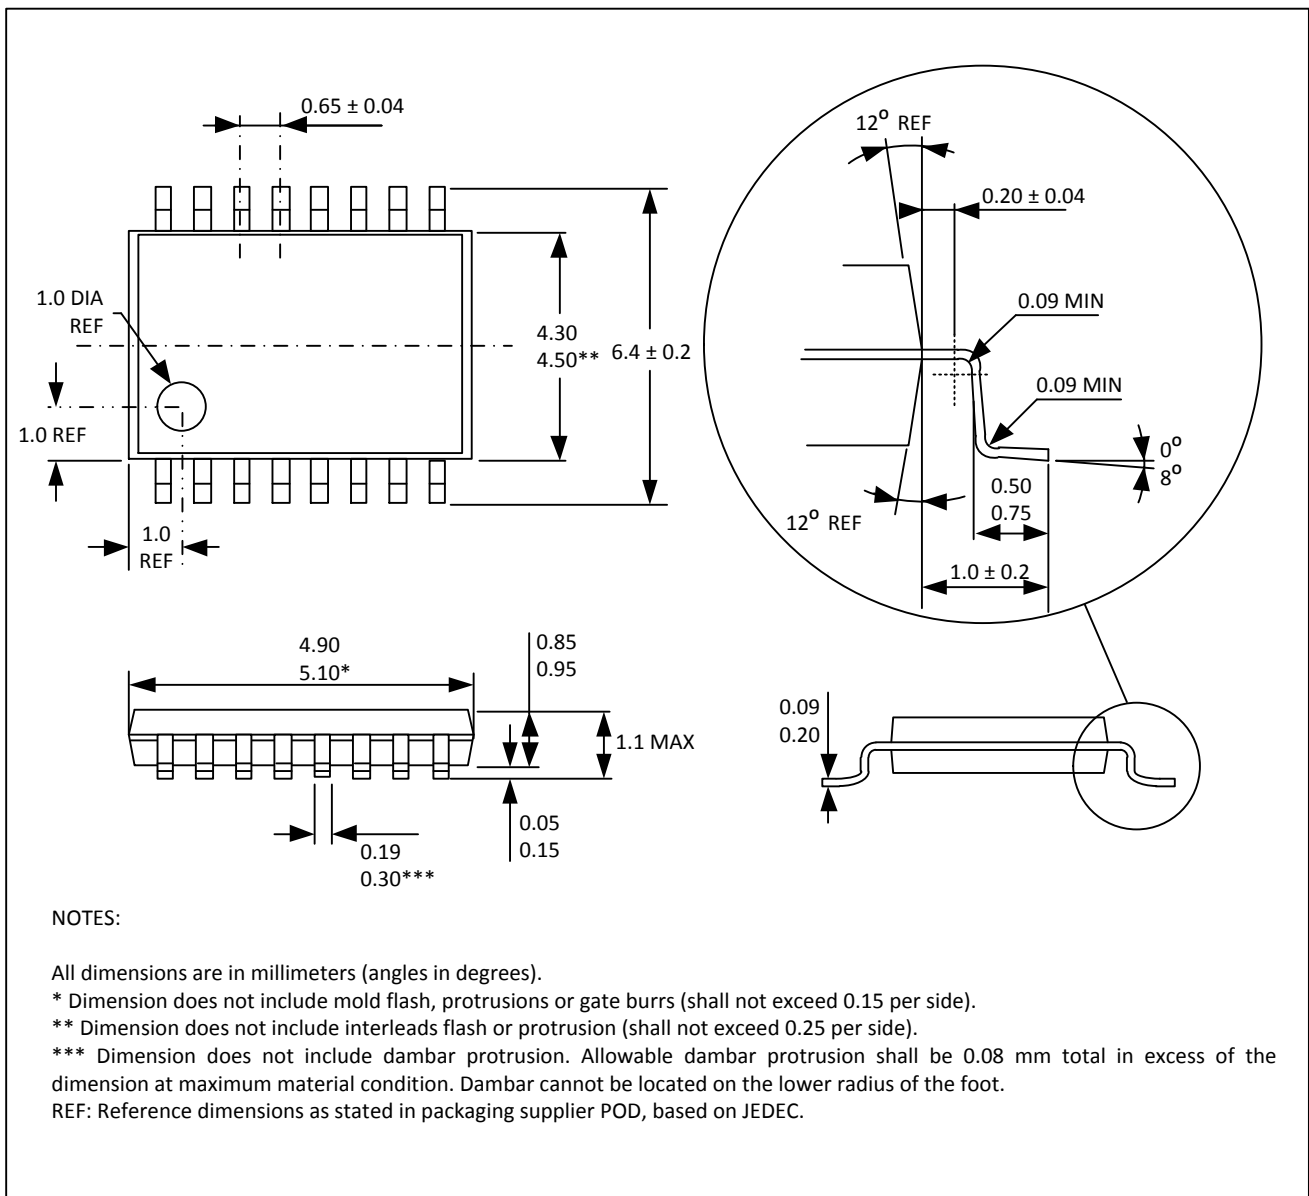 0.65 ± 0.04
1.0 DIA
REF
4.30
4.50**
6.4 ± 0.2
1.0 REF
1.0
REF
12° REF
0.20 ± 0.04
0.09 MIN
0.09 MIN
0°
8°
0.50
0.75
12° REF
1.0 ± 0.2
4.90
5.10*
0.85
0.95
1.1 MAX
0.05
0.15
0.19
0.30***
0.09
0.20
NOTES:
All dimensions are in millimeters (angles in degrees).
* Dimension does not include mold flash, protrusions or gate burrs (shall not exceed 0.15 per side).
** Dimension does not include interleads flash or protrusion (shall not exceed 0.25 per side).
*** Dimension does not include dambar protrusion. Allowable dambar protrusion shall be 0.08 mm total in excess of the
dimension at maximum material condition. Dambar cannot be located on the lower radius of the foot.
REF: Reference dimensions as stated in packaging supplier POD, based on JEDEC.